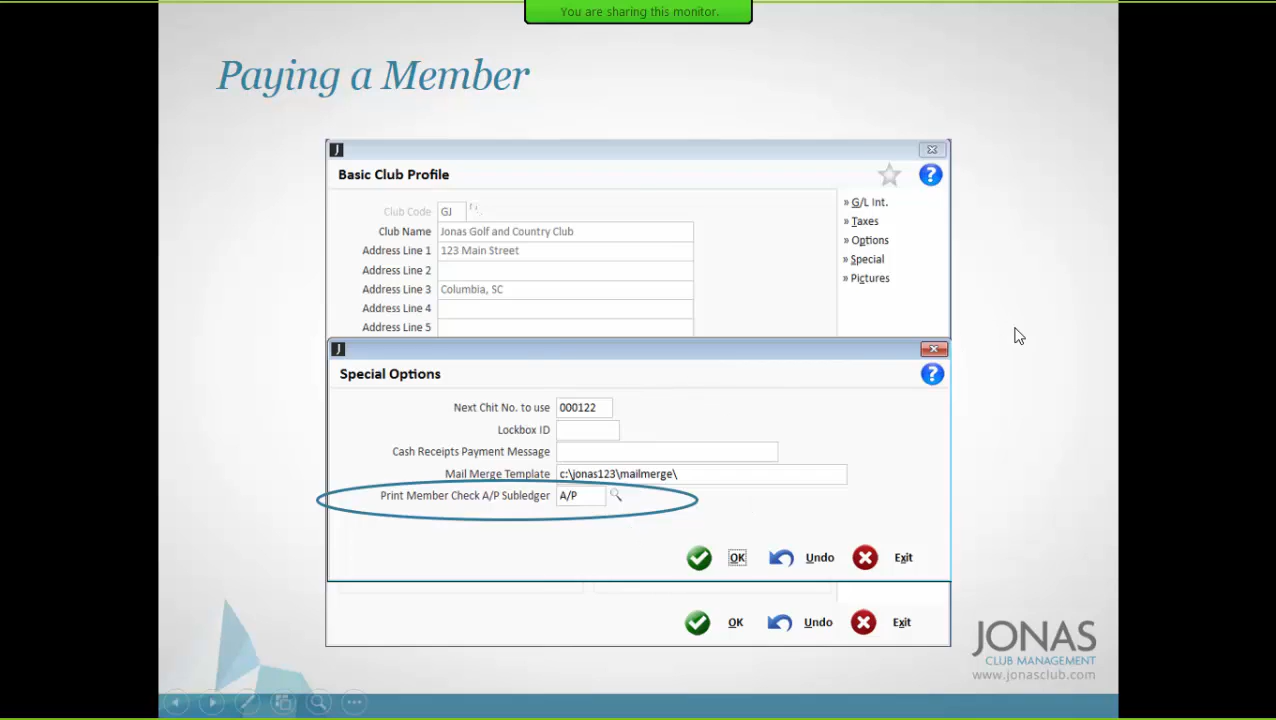 You are sharing this monitor.
Paying a Member
J
Basic Club Profile
?
Club Code GJ
» G/L Int.
Club Name Jonas Golf and Country Club
» Taxes
Address Line 1 123 Main Street
» Options
Address Line 2
» Special
Address Line 3 Columbia, SC
» Pictures
Address Line 4
Address Line 5
J
Special Options
?
Next Chit No. to use 000122
Lockbox ID
Cash Receipts Payment Message
Mail Merge Template c:\jonas123\mailmerge\
Print Member Check A/P Subledger A/P
OK Undo Exit
OK Undo Exit
JONAS
CLUB MANAGEMENT
www.jonasclub.com